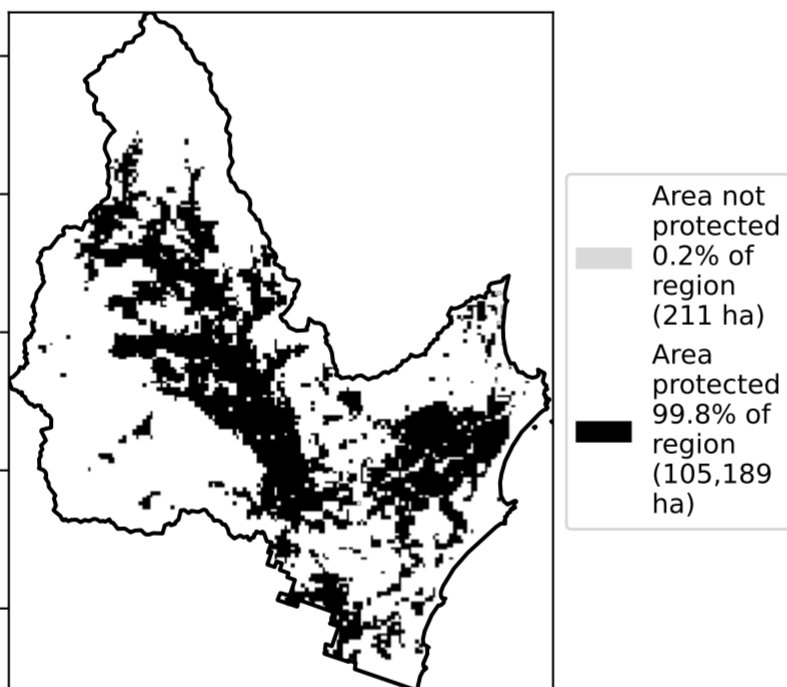 Area not
protected
0.2% of
region
(211 ha)
Area
protected
99.8% of
region
(105,189
ha)